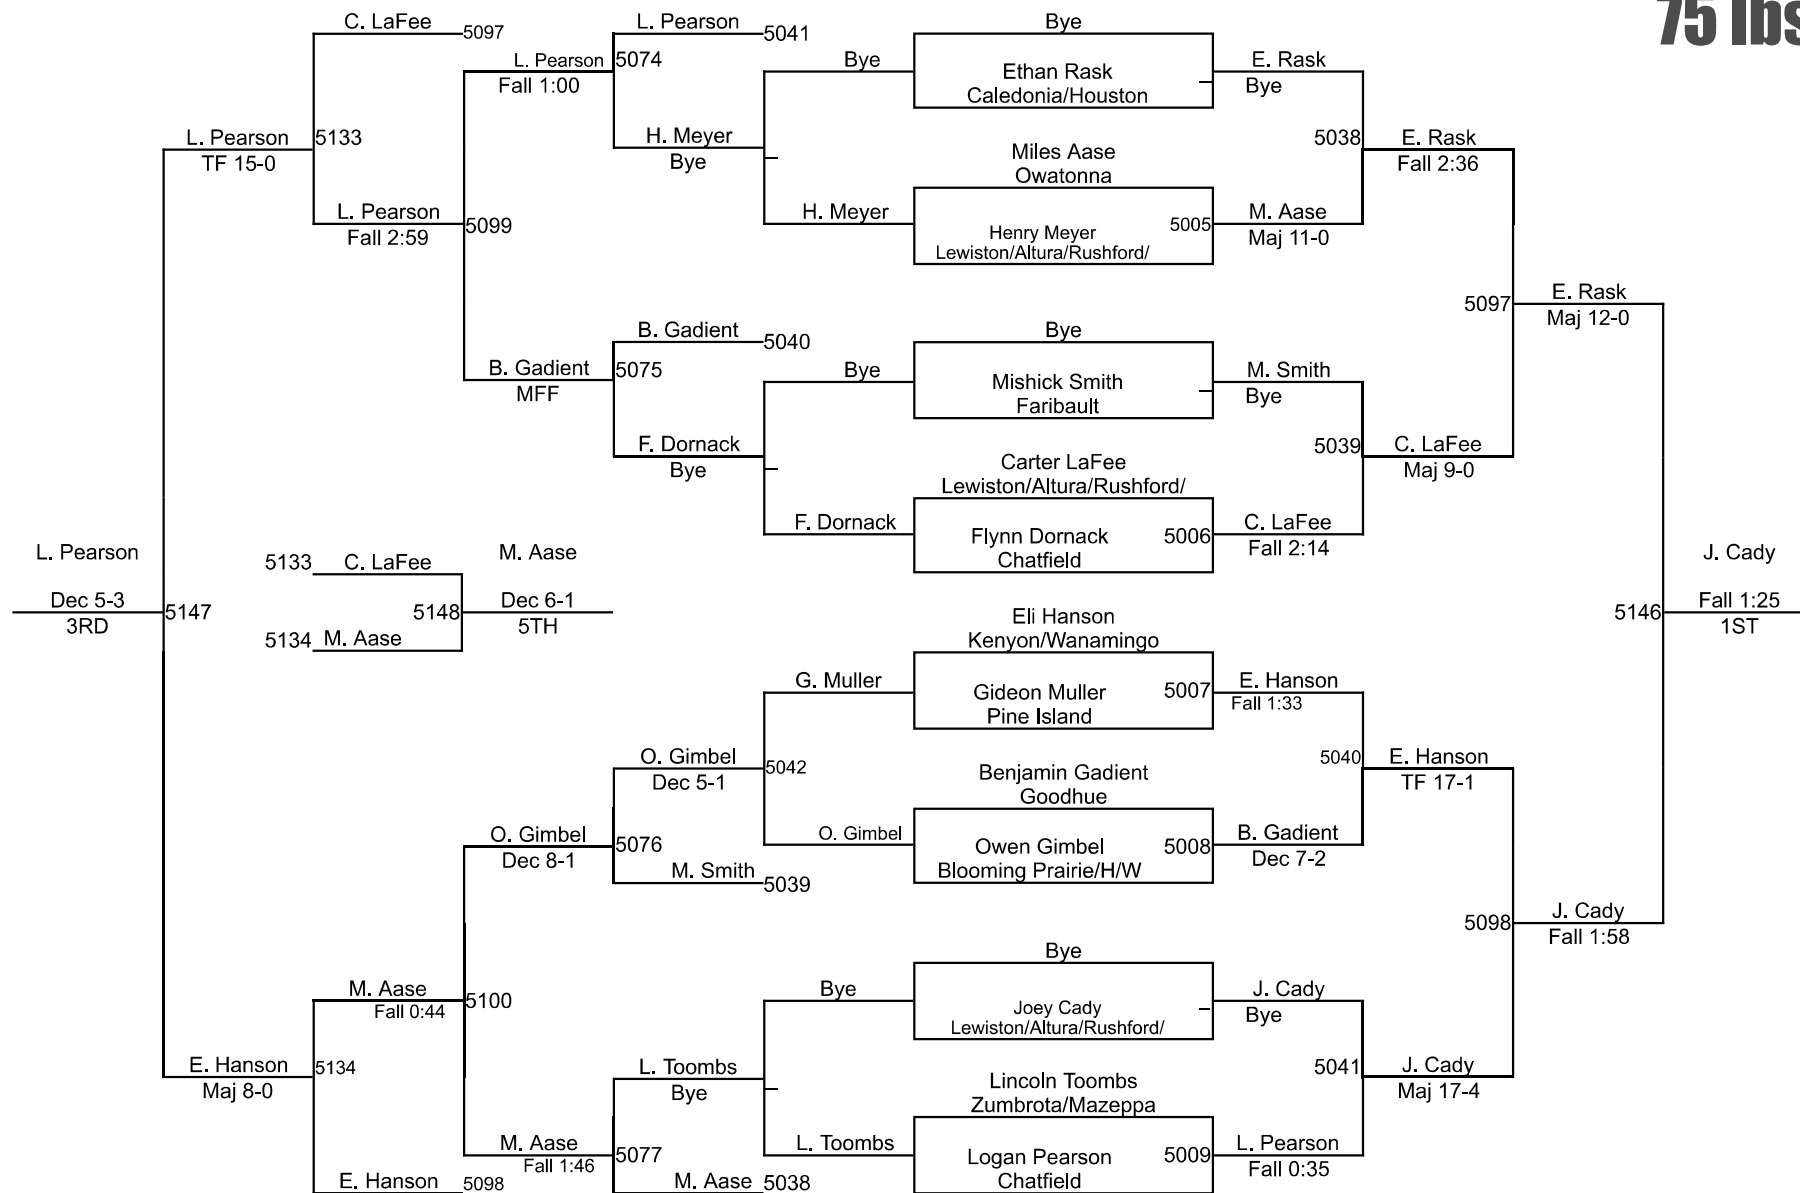 75 lbs
C. LaFee
5097
L. Pearson
5041
Bye
L. Pearson
5074
Fall 1:00
Bye
Ethan Rask
Caledonia/Houston
E. Rask
Bye
L. Pearson
5133
TF 15-0
H. Meyer
Bye
Miles Aase
Owatonna
5038
E. Rask
Fall 2:36
L. Pearson
5099
Fall 2:59
H. Meyer
Henry Meyer
Lewiston/Altura/Rushford/
5005
M. Aase
Maj 11-0
5097
E. Rask
Maj 12-0
B. Gadient
5040
Bye
B. Gadient
5075
MFF
Bye
Mishick Smith
Faribault
M. Smith
Bye
F. Dornack
Bye
Carter LaFee
Lewiston/Altura/Rushford/
5039
C. LaFee
Maj 9-0
F. Dornack
Flynn Dornack
Chatfield
5006
C. LaFee
Fall 2:14
L. Pearson
Dec 5-3
3RD
5147
5133
C. LaFee
5134
M. Aase
5148
M. Aase
Dec 6-1
5TH
5146
J. Cady
Fall 1:25
1ST
Eli Hanson
Kenyon/Wanamingo
G. Muller
Gideon Muller
Pine Island
5007
E. Hanson
Fall 1:33
O. Gimbel
Dec 5-1
5042
Benjamin Gadient
Goodhue
5040
E. Hanson
TF 17-1
O. Gimbel
Dec 8-1
5076
O. Gimbel
Owen Gimbel
Blooming Prairie/H/W
5008
B. Gadient
Dec 7-2
M. Smith
5039
5098
J. Cady
Fall 1:58
Bye
M. Aase
Fall 0:44
5100
Bye
Joey Cady
Lewiston/Altura/Rushford/
J. Cady
Bye
E. Hanson
Maj 8-0
5134
L. Toombs
Bye
Lincoln Toombs
Zumbrota/Mazeppa
5041
J. Cady
Maj 17-4
M. Aase
Fall 1:46
5077
L. Toombs
Logan Pearson
Chatfield
5009
L. Pearson
Fall 0:35
E. Hanson
5098
M. Aase
5038